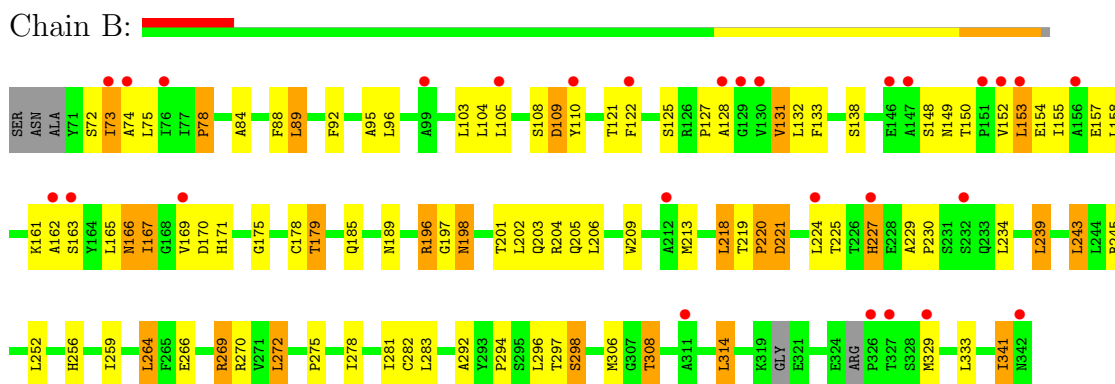 Chain B:
SER ASN ALA Y71 S72 I73 A74 L75 I76 I77 P78 A84 F88 L89 F92 A95 L96 A99 L103 L104 L105 S108 D109 Y110 T121 F122 S125 R126 P127 A128 G129 V130 V131 L132 F133 S138 E146 A147 S148 N149 T150 P151 V152 L153 E154 I155 A156 E157
K161 A162 S163 Y164 L165 N166 I167 G168 V169 D170 H171 G175 C178 T179 Q185 N189 R196 G197 N198 T201 L202 Q203 R204 Q205 L206 W209 A212 M213 L218 T219 P220 D221 L224 T225 T226 H227 E228 A229 P230 S231 S232 Q233 L234 L239 L243 L244
L252 H256 I259 L264 F265 E266 R269 R270 V271 L272 P275 I278 I281 C282 L283 A292 Y293 P294 S295 L296 T297 S298 M306 G307 T308 A311 L314 K319 GLY E321 E324 ARG P326 T327 S328 M329 L333 I341 N342